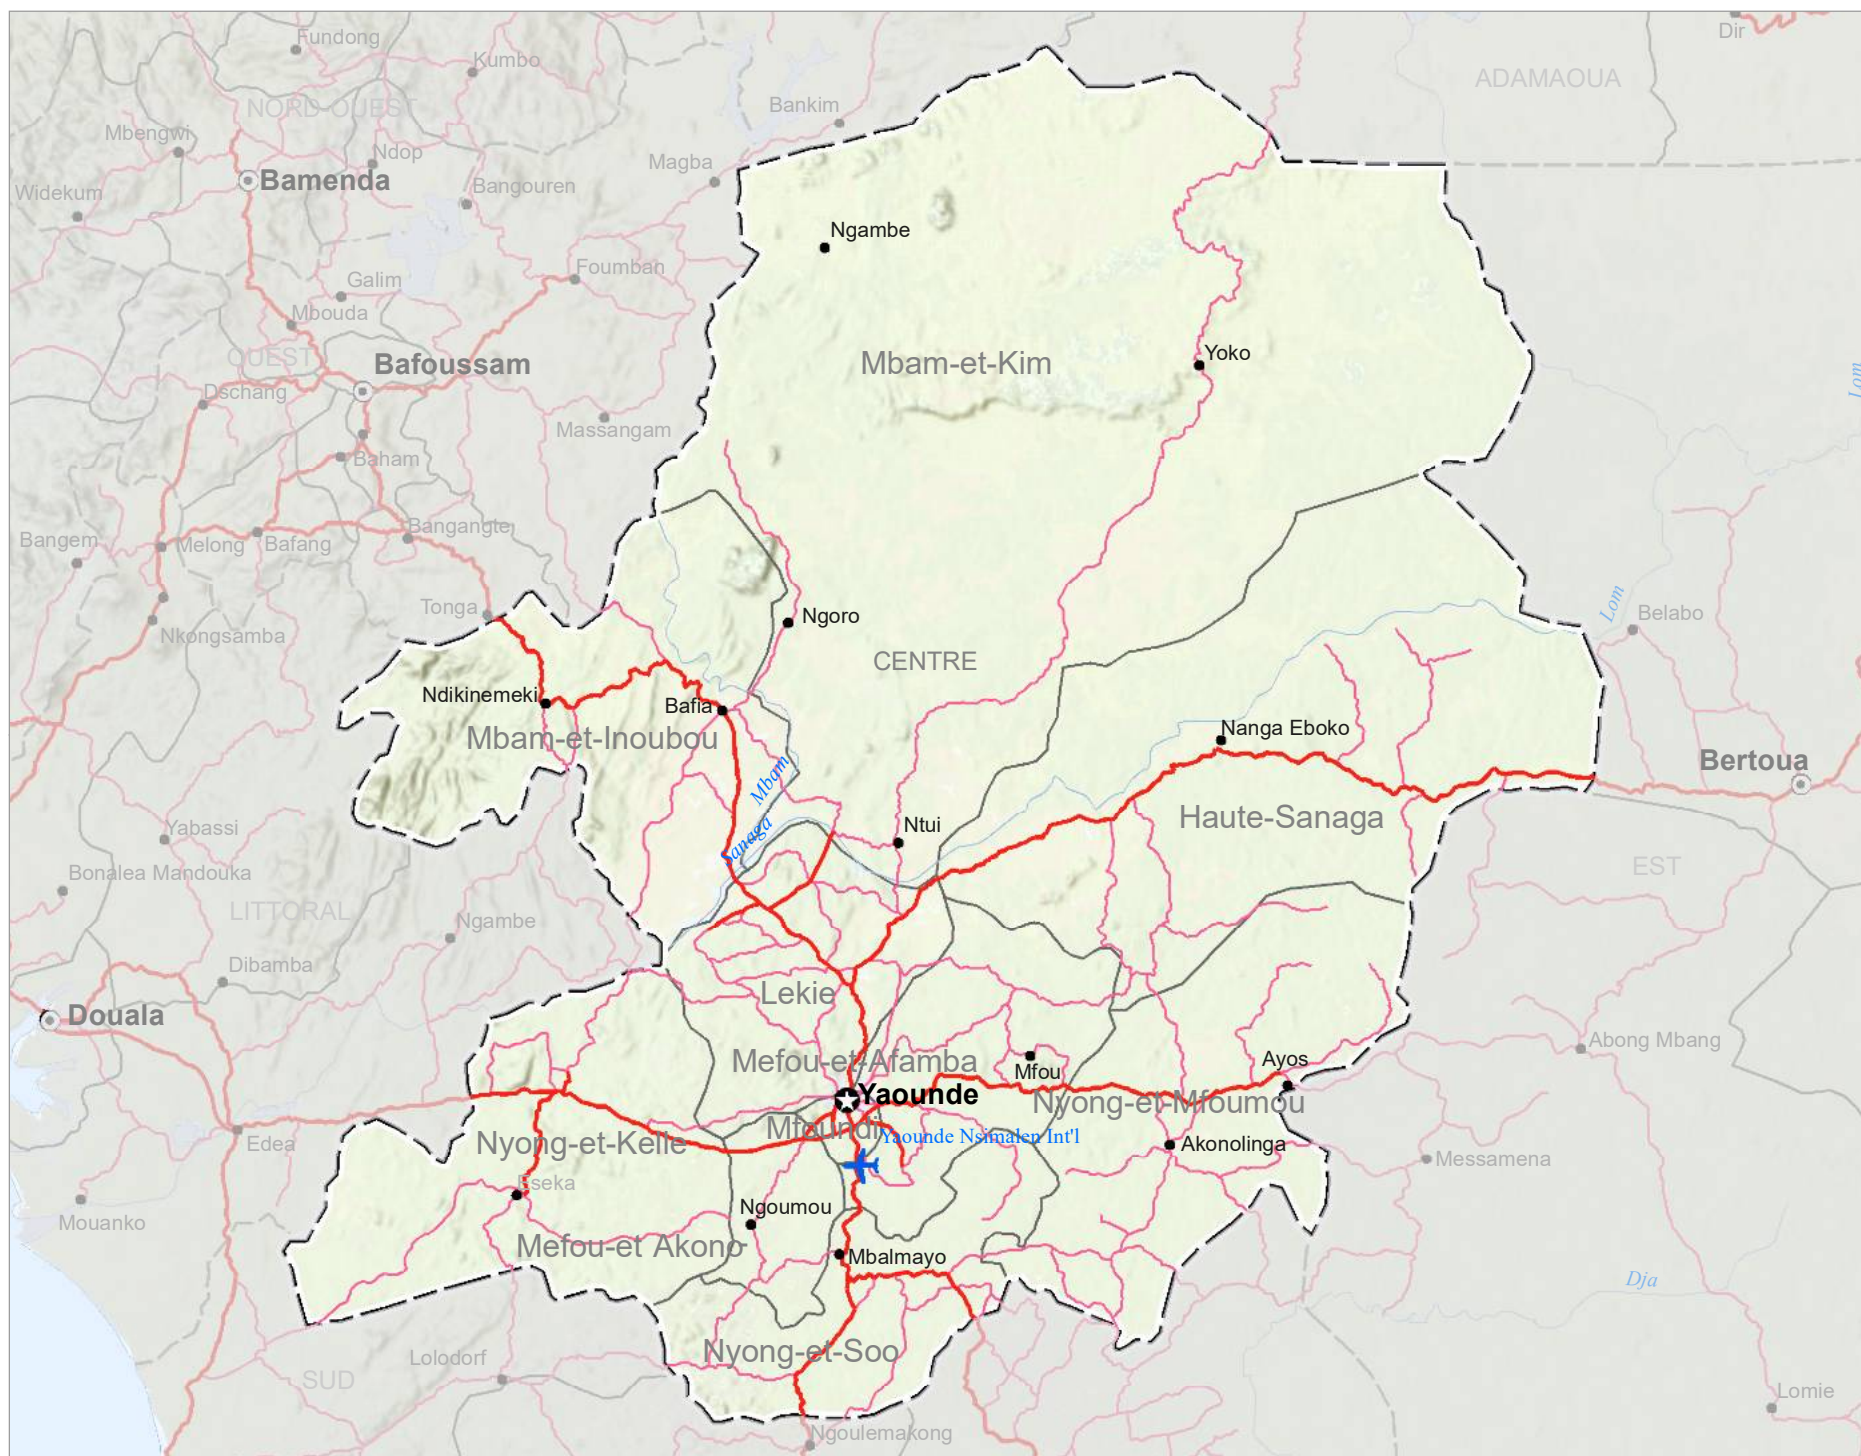 Dir
Fundong
Kumbo
ADAMAOUA
NORD-OUEST
Bankim
Mbengwi
Ndop
Magba
Bamenda
Bangouren
Widekum
Ngambe
Foumban
Galim
Mbouda
OUEST
Bafoussam
Mbam-et-Kim
Yoko
Lom
Dschang
Massangam
Baham
Bangem
Melong
Bafang
Bangangte
Tonga
Lom
Belabo
Nkongsamba
Ngoro
CENTRE
Ndikinemeki
Bafia
Mbam-et-Inoubou
Nanga Eboko
Bertoua
Mbam
Sanaga
Yabassi
Ntui
Haute-Sanaga
Bonalea Mandouka
EST
LITTORAL
Ngambe
Dibamba
Lekie
Douala
Abong Mbang
Mefou-et-Afamba
Mfou
Ayos
Yaounde
Nyong-et-Mfoumou
Mfoundi
Yaounde Nsimalen Int'l
Edea
Nyong-et-Kelle
Akonolinga
Messamena
Eseka
Mouanko
Ngoumou
Mefou-et Akono
Mbalmayo
Dja
Nyong-et-Soo
Lolodorf
SUD
Lomie
Ngoulemakong